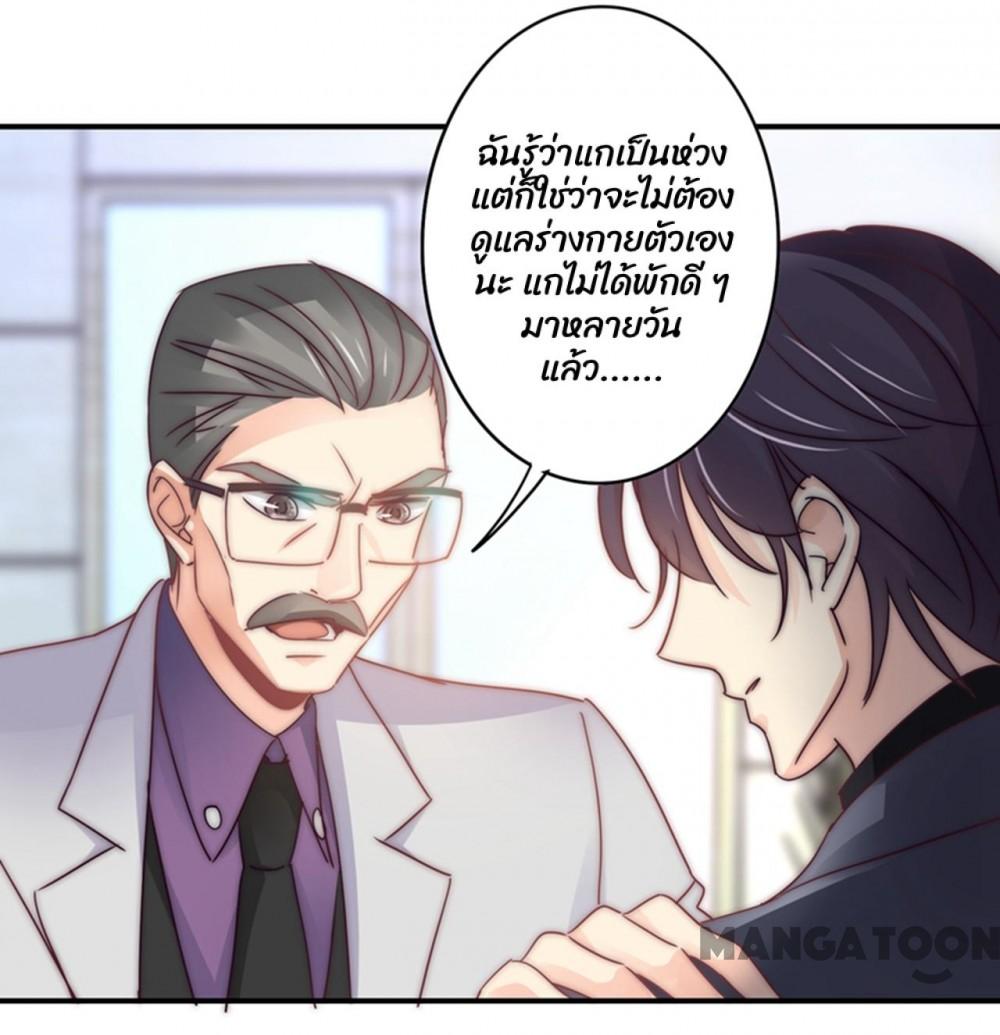 ฉันรู้ว่าแกเป็นห่วง
แต่ก็ใช่ว่าจะไม่ต้อง
ดูแลร่างกายตัวเอง
นะ แกไม่ได้พักดี ๆ
มาหลายวัน
แล้ว......
MANGATOON